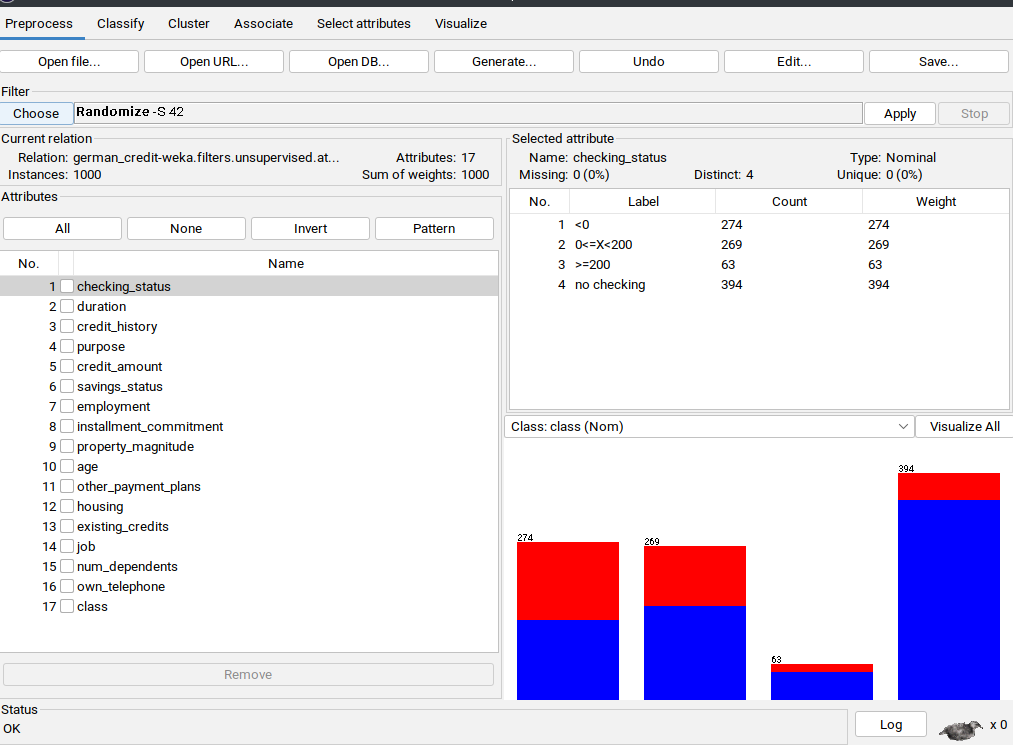 Preprocess Classify Cluster Associate Select attributes Visualize
Open file... Open URL... Open DB... Generate... Undo Edit... Save...
Filter
Choose Randomize -S 42 Apply Stop
Current relation
Relation: german_credit-weka.filters.unsupervised.at... Attributes: 17
Instances: 1000 Sum of weights: 1000
Attributes
All None Invert Pattern
No. Name
1 checking_status
2 duration
3 credit_history
4 purpose
5 credit_amount
6 savings_status
7 employment
8 installment_commitment
9 property_magnitude
10 age
11 other_payment_plans
12 housing
13 existing_credits
14 job
15 num_dependents
16 own_telephone
17 class
Remove
Selected attribute
Name: checking_status Type: Nominal
Missing: 0 (0%) Distinct: 4 Unique: 0 (0%)
No. Label Count Weight
1 <0 274 274
2 0<=X<200 269 269
3 >=200 63 63
4 no checking 394 394
Class: class (Nom) Visualize All
274 269 63 394
Status
OK
Log x 0